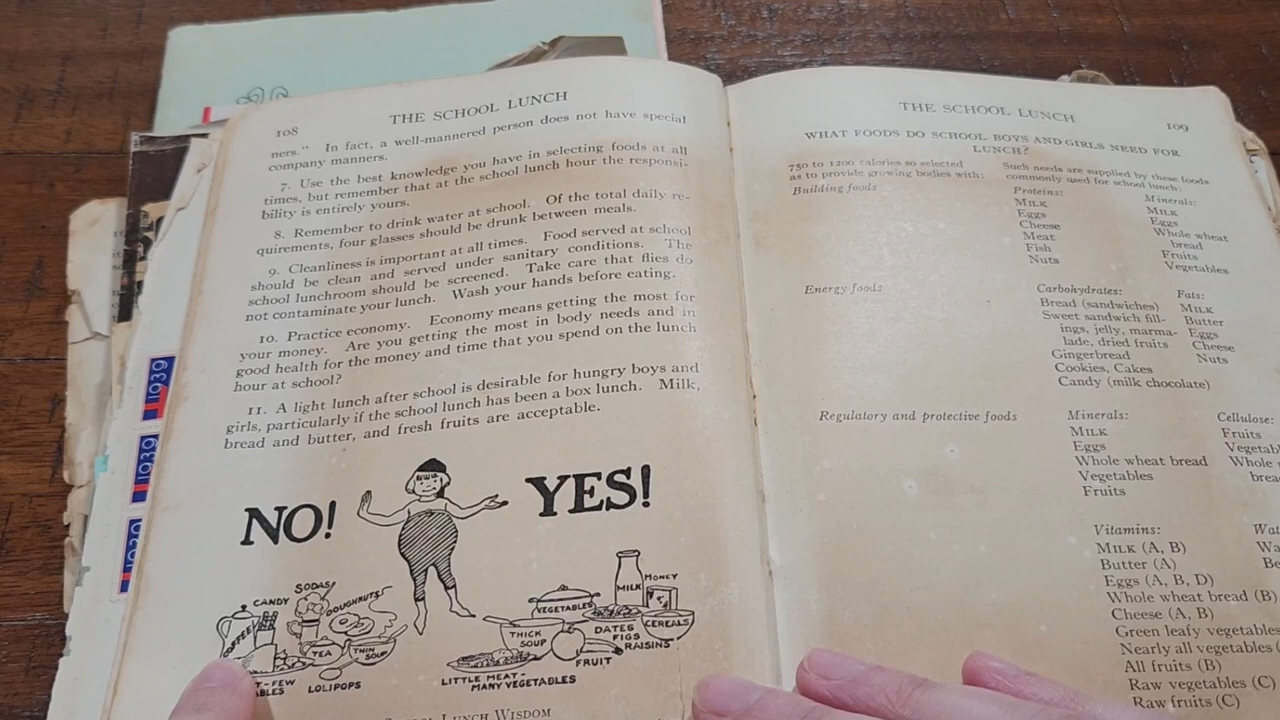 108
THE SCHOOL LUNCH
ners." In fact, a well-mannered person does not have special
company manners.
7. Use the best knowledge you have in selecting foods at all
times, but remember that at the school lunch hour the responsi-
bility is entirely yours.
8. Remember to drink water at school. Of the total daily re-
quirements, four glasses should be drunk between meals.
9. Cleanliness is important at all times. Food served at school
should be clean and served under sanitary conditions. The
school lunchroom should be screened. Take care that flies do
not contaminate your lunch. Wash your hands before eating.
10. Practice economy. Economy means getting the most for
your money. Are you getting the most in body needs and in
good health for the money and time that you spend on the lunch
hour at school?
11. A light lunch after school is desirable for hungry boys and
girls, particularly if the school lunch has been a box lunch. Milk,
bread and butter, and fresh fruits are acceptable.
NO!
YES!
CANDY
SODAS
DOUGHNUTS
COFFEE
TEA
THIN
SOUP
T-FEW
LOLIPOPS
VEGETABLES
MILK
HONEY
THICK
SOUP
DATES
FIGS
RAISINS
CEREALS
FRUIT
LITTLE MEAT-
MANY VEGETABLES
LUNCH WISDOM
1939
1939
1939
THE SCHOOL LUNCH
109
WHAT FOODS DO SCHOOL BOYS AND GIRLS NEED FOR
LUNCH?
750 to 1200 calories so selected
as to provide growing bodies with:
Such needs are supplied by these foods
commonly used for school lunch:
Building foods
Proteins:
MILK
Eggs
Cheese
Meat
Fish
Nuts
Minerals:
MILK
Eggs
Whole wheat
bread
Fruits
Vegetables
Energy foods
Carbohydrates:
Bread (sandwiches)
Sweet sandwich fill-
ings, jelly, marma-
lade, dried fruits
Gingerbread
Cookies, Cakes
Candy (milk chocolate)
Fats:
MILK
Butter
Eggs
Cheese
Nuts
Regulatory and protective foods
Minerals:
MILK
Eggs
Whole wheat bread
Vegetables
Fruits
Cellulose:
Fruits
Vegetab
Whole
brea
Vitamins:
MILK (A, B)
Butter (A)
Eggs (A, B, D)
Whole wheat bread (B)
Cheese (A, B)
Green leafy vegetables
Nearly all vegetables
All fruits (B)
Raw vegetables (C)
Raw fruits (C)
Wat
Wa
Be